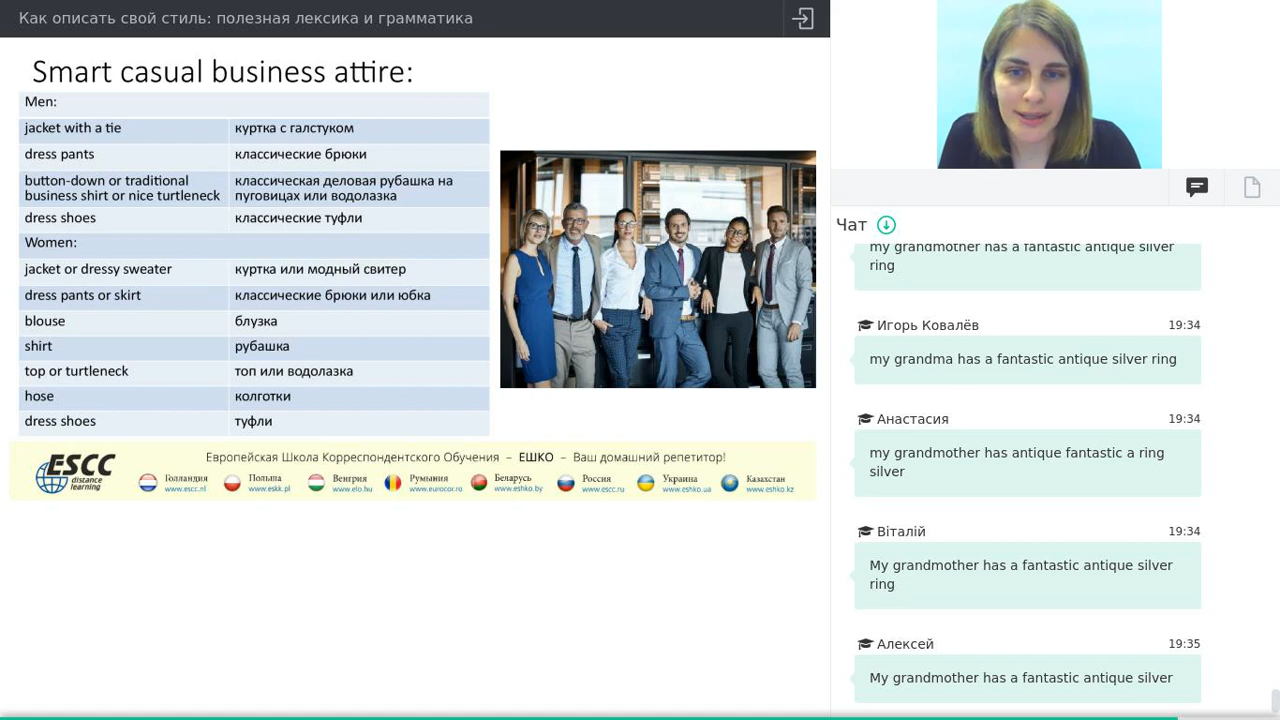 Как описать свой стиль: полезная лексика и грамматика
Smart casual business attire:
Men:
jacket with a tie
куртка с галстуком
dress pants
классические брюки
button-down or traditional
business shirt or nice turtleneck
классическая деловая рубашка на
пуговицах или водолазка
dress shoes
классические туфли
Women:
jacket or dressy sweater
куртка или модный свитер
dress pants or skirt
классические брюки или юбка
blouse
блузка
shirt
рубашка
top or turtleneck
топ или водолазка
hose
колготки
dress shoes
туфли
ESCC
distance
learning
Европейская Школа Корреспондентского Обучения – ЕШКО – Ваш домашний репетитор!
Голландия
www.escc.nl
Польша
www.eskk.pl
Венгрия
www.elo.hu
Румыния
www.eurocor.ro
Беларусь
www.eshko.by
Россия
www.escc.ru
Украина
www.eshko.ua
Казахстан
www.eshko.kz
Чат
my grandmother has a fantastic antique silver
ring
Игорь Ковалёв
19:34
my grandma has a fantastic antique silver ring
Анастасия
19:34
my grandmother has antique fantastic a ring
silver
Віталій
19:34
My grandmother has a fantastic antique silver
ring
Алексей
19:35
My grandmother has a fantastic antique silver